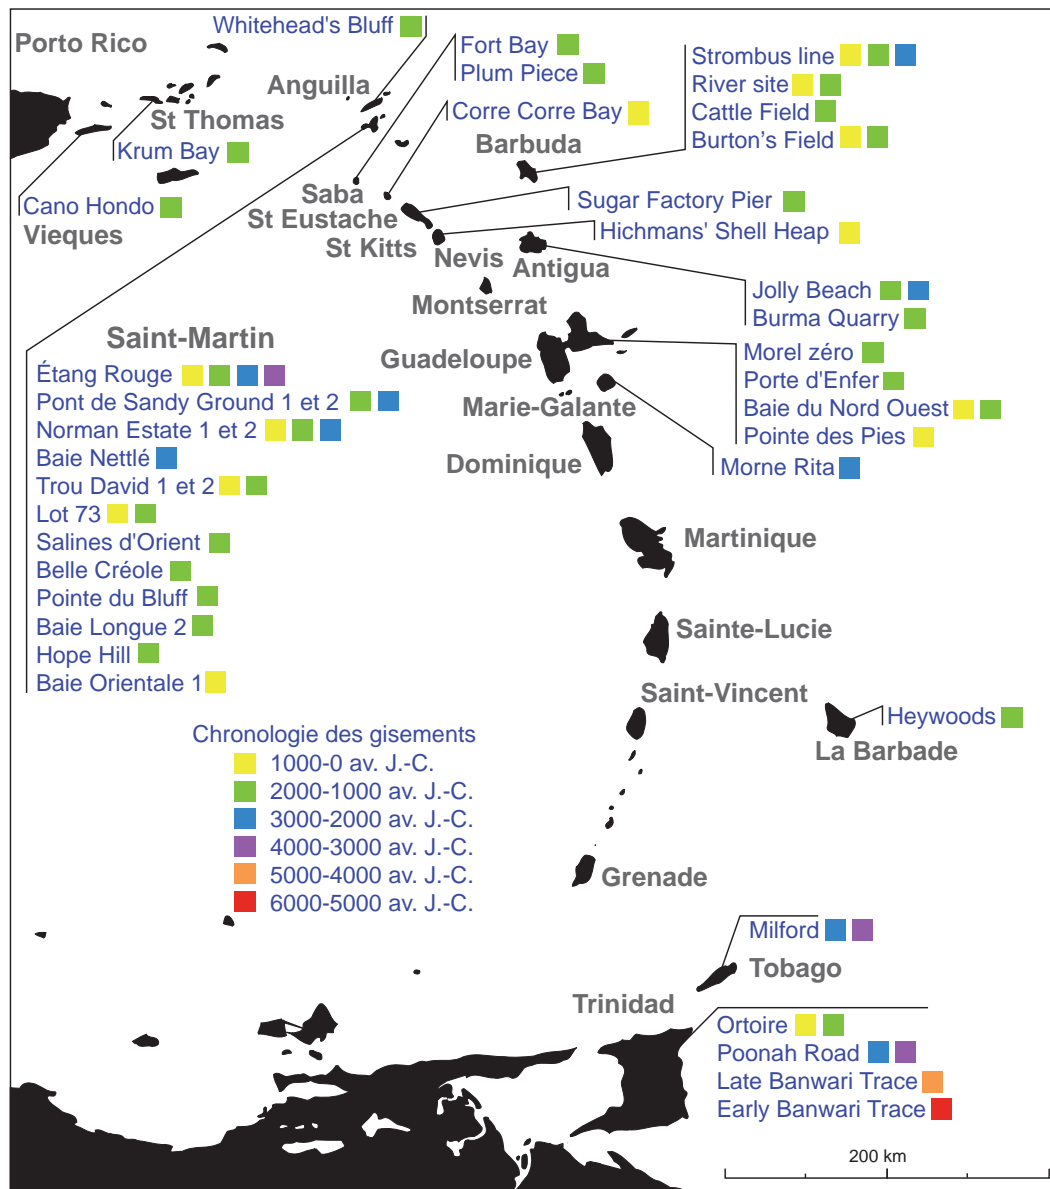 Whitehead's Bluff
Porto Rico
Fort Bay
Plum Piece
Strombus line
River site
Cattle Field
Burton's Field
Anguilla
St Thomas
Corre Corre Bay
Krum Bay
Barbuda
Cano Hondo
Vieques
Saba
St Eustache
St Kitts
Sugar Factory Pier
Hichmans' Shell Heap
Nevis
Antigua
Montserrat
Jolly Beach
Burma Quarry
Saint-Martin
Étang Rouge
Pont de Sandy Ground 1 et 2
Norman Estate 1 et 2
Baie Nettlé
Trou David 1 et 2
Lot 73
Salines d'Orient
Belle Créole
Pointe du Bluff
Baie Longue 2
Hope Hill
Baie Orientale 1
Guadeloupe
Morel zéro
Porte d'Enfer
Baie du Nord Ouest
Pointe des Pies
Marie-Galante
Morne Rita
Dominique
Martinique
Sainte-Lucie
Saint-Vincent
Heywoods
La Barbade
Chronologie des gisements
1000-0 av. J.-C.
2000-1000 av. J.-C.
3000-2000 av. J.-C.
4000-3000 av. J.-C.
5000-4000 av. J.-C.
6000-5000 av. J.-C.
Grenade
Milford
Tobago
Trinidad
Ortoire
Poonah Road
Late Banwari Trace
Early Banwari Trace
200 km